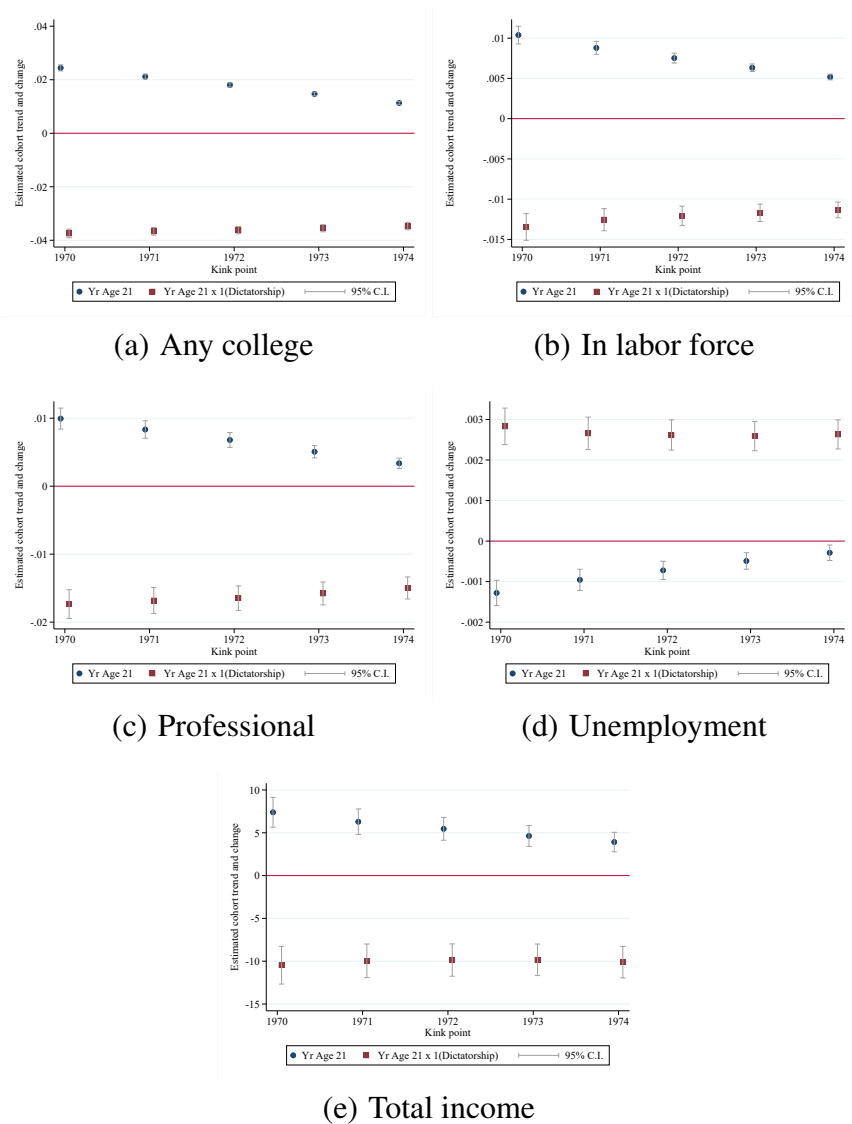 Estimated cohort trend and change
.04
.02
0
-.02
-.04
1970 1971 1972 1973 1974
Kink point
Yr Age 21 Yr Age 21 x 1(Dictatorship) 95% C.I.
(a) Any college
Estimated cohort trend and change
.01
.005
0
-.005
-.01
-.015
1970 1971 1972 1973 1974
Kink point
Yr Age 21 Yr Age 21 x 1(Dictatorship) 95% C.I.
(b) In labor force
Estimated cohort trend and change
.01
0
-.01
-.02
1970 1971 1972 1973 1974
Kink point
Yr Age 21 Yr Age 21 x 1(Dictatorship) 95% C.I.
(c) Professional
Estimated cohort trend and change
.003
.002
.001
0
-.001
-.002
1970 1971 1972 1973 1974
Kink point
Yr Age 21 Yr Age 21 x 1(Dictatorship) 95% C.I.
(d) Unemployment
Estimated cohort trend and change
10
5
0
-5
-10
-15
1970 1971 1972 1973 1974
Kink point
Yr Age 21 Yr Age 21 x 1(Dictatorship) 95% C.I.
(e) Total income